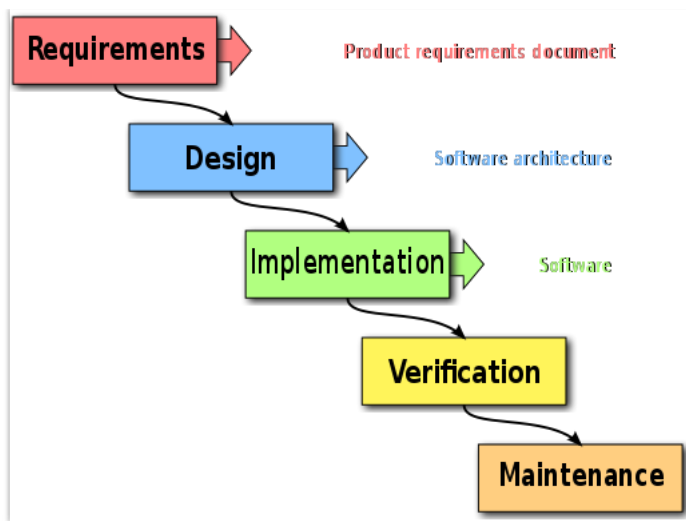 Requirements
Product requirements document
Design
Software architecture
Implementation
Software
Verification
Maintenance